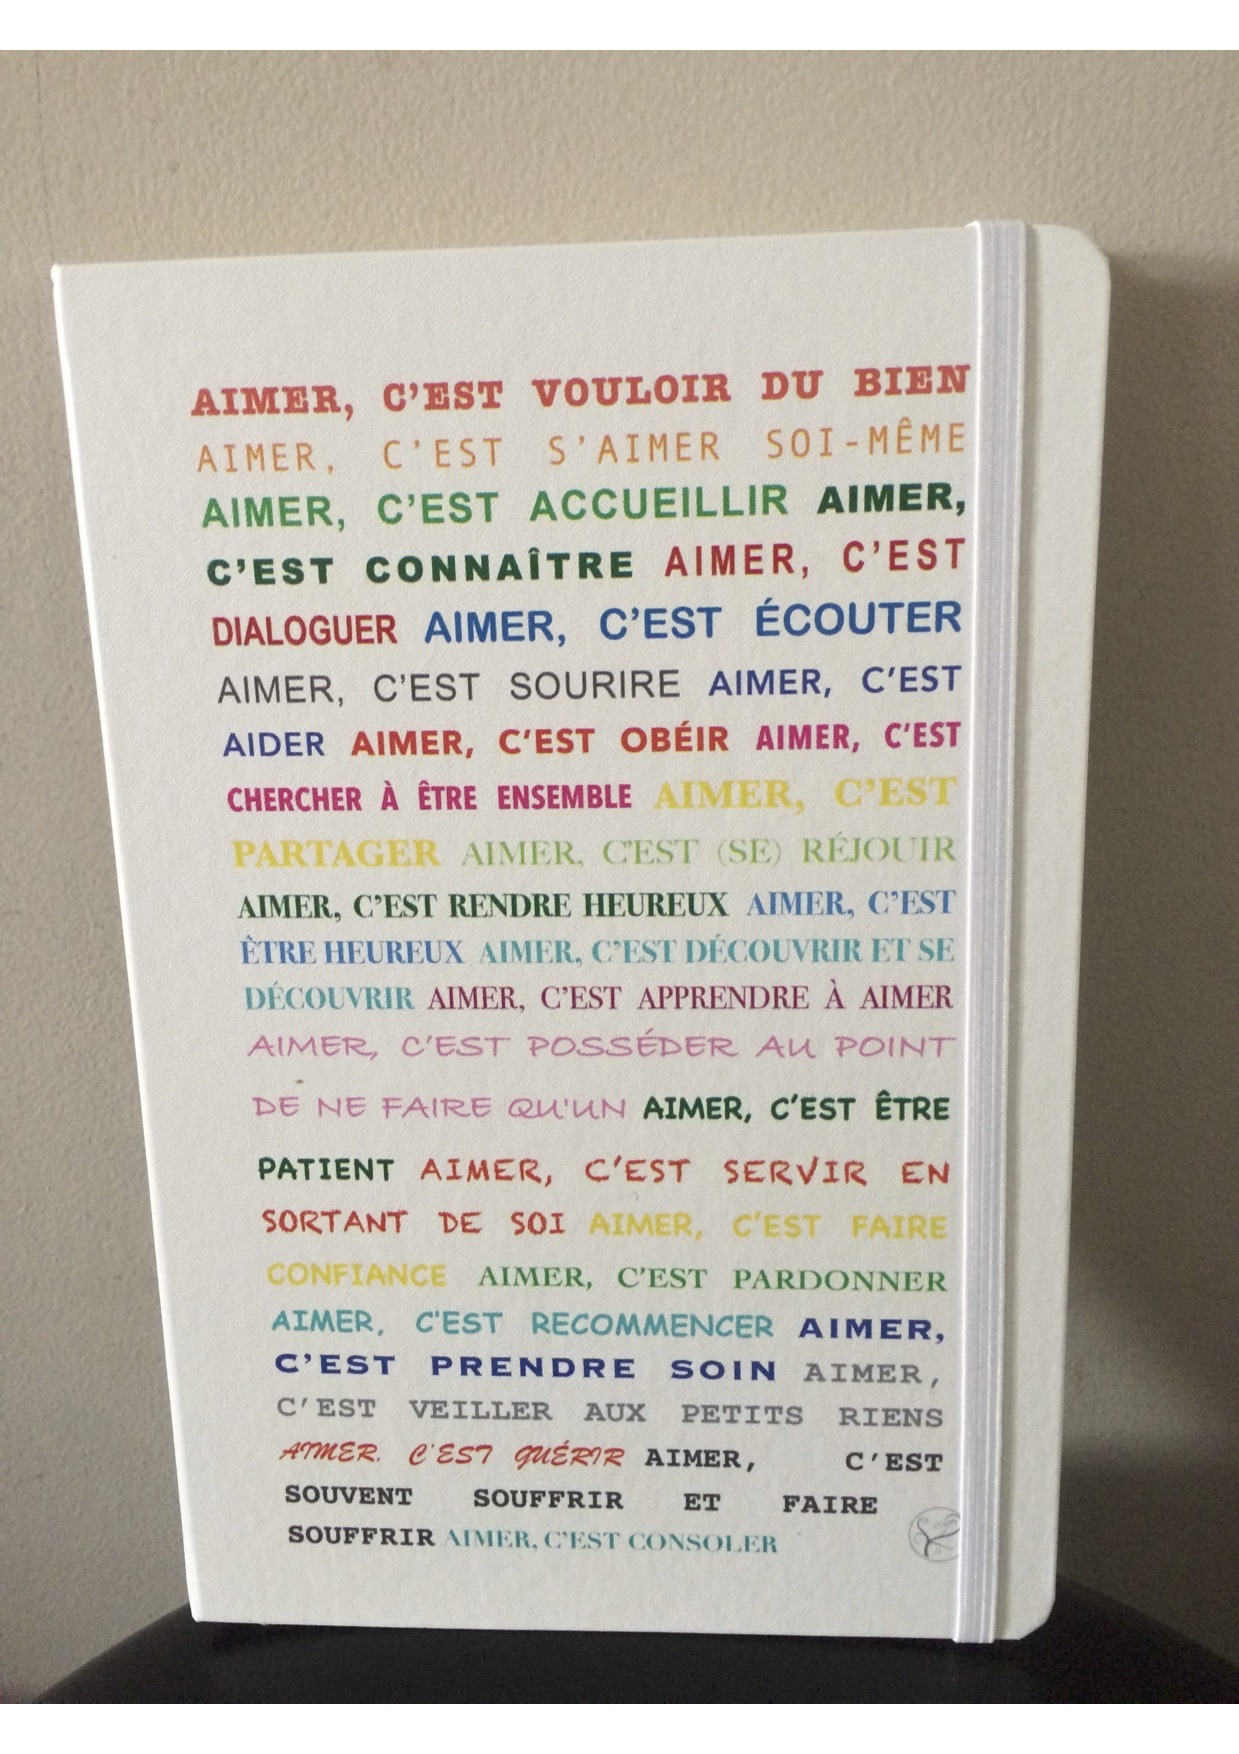 AIMER, C'EST VOULOIR DU BIEN
AIMER, C'EST S'AIMER SOI-MÊME
AIMER, C'EST ACCUEILLIR AIMER,
C'EST CONNAÎTRE AIMER, C'EST
DIALOGUER AIMER, C'EST ÉCOUTER
AIMER, C'EST SOURIRE AIMER, C'EST
AIDER AIMER, C'EST OBÉIR AIMER, C'EST
CHERCHER À ÊTRE ENSEMBLE AIMER, C'EST
PARTAGER AIMER, C'EST (SE) RÉJOUIR
AIMER, C'EST RENDRE HEUREUX AIMER, C'EST
ÊTRE HEUREUX AIMER, C'EST DÉCOUVRIR ET SE
DÉCOUVRIR AIMER, C'EST APPRENDRE À AIMER
AIMER, C'EST POSSÉDER AU POINT
DE NE FAIRE QU'UN AIMER, C'EST ÊTRE
PATIENT AIMER, C'EST SERVIR EN
SORTANT DE SOI AIMER, C'EST FAIRE
CONFIANCE AIMER, C'EST PARDONNER
AIMER, C'EST RECOMMENCER AIMER,
C'EST PRENDRE SOIN AIMER,
C'EST VEILLER AUX PETITS RIENS
AIMER, C'EST GUÉRIR AIMER, C'EST
SOUVENT SOUFFRIR ET FAIRE
SOUFFRIR AIMER, C'EST CONSOLER